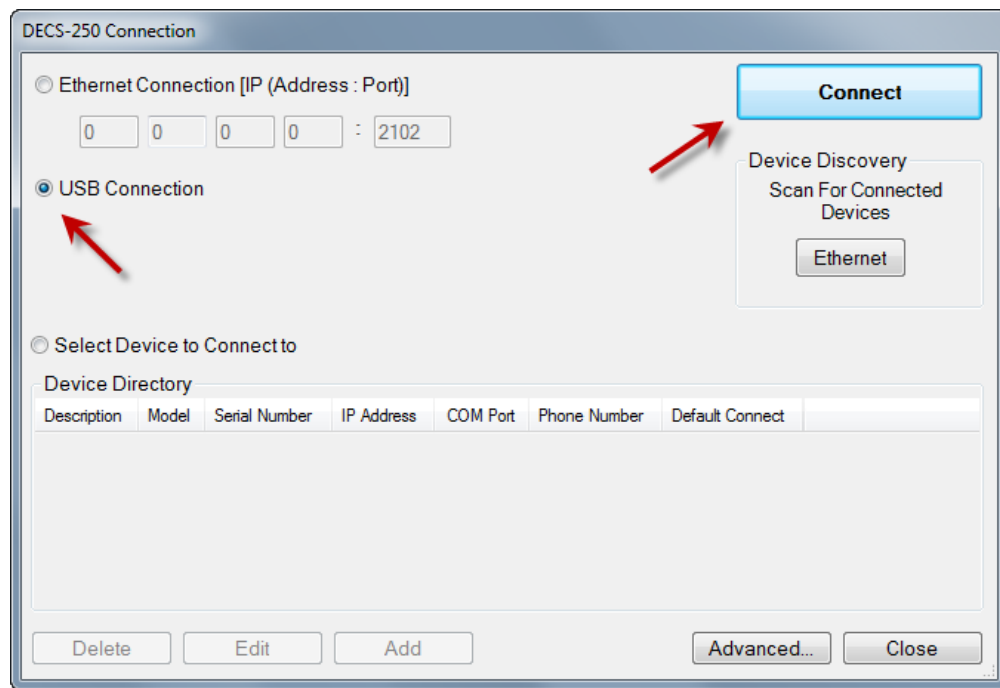 DECS-250 Connection
Ethernet Connection [IP (Address : Port)]
0 0 0 0 : 2102
Connect
USB Connection
Device Discovery
Scan For Connected
Devices
Ethernet
Select Device to Connect to
Device Directory
Description Model Serial Number IP Address COM Port Phone Number Default Connect
Delete Edit Add Advanced... Close